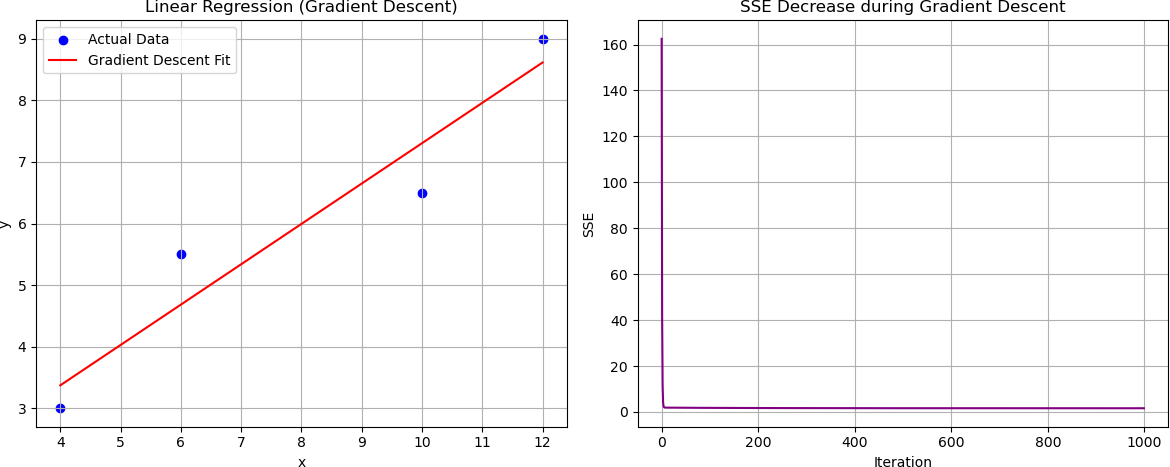 Linear Regression (Gradient Descent)
Actual Data
Gradient Descent Fit
9
8
7
6
5
4
3
y
4 5 6 7 8 9 10 11 12
x
SSE Decrease during Gradient Descent
160
140
120
100
80
60
40
20
0
SSE
0 200 400 600 800 1000
Iteration